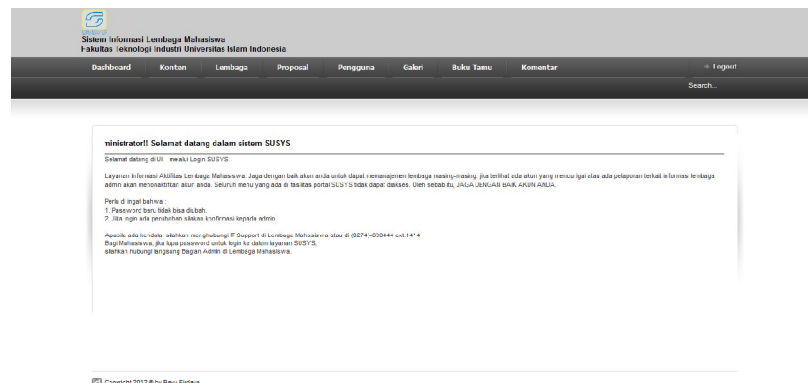 Sistem Informasi Lembaga Mahasiswa
Fakultas Teknologi Industri Universitas Islam Indonesia
Dashboard Konten Lembaga Proposal Pengguna Galeri Buku Tamu Komentar Logout
Search...
ministrator!! Selamat datang dalam sistem SUSYS
Selamat datang di UII melalui Login SUSYS
Layanan Informasi Aktifitas Lembaga Mahasiswa. Jaga dengan baik akun anda untuk dapat memanajemen lembaga masing-masing. jika terlihat ada akun yang mencurigai atas ada pelaporan terkait informasi lembaga
admin akan menonaktifkan akun anda. Seluruh menu yang ada di fasilitas portal SUSYS tidak dapat diakses. Oleh sebab itu, JAGA DENGAN BAIK AKUN ANDA.
Perlu di ingat bahwa :
1. Password baru tidak bisa diubah.
2. Jika ingin ada perubahan silakan konfirmasi kepada admin
Apabila ada kendala, silahkan menghubungi IT Support di Lembaga Mahasiswa atau di
Bagi Mahasiswa, jika lupa password untuk login ke dalam layanan SUSYS,
silahkan hubungi langsung Bagian Admin di Lembaga Mahasiswa.
Copyright 2012 © by